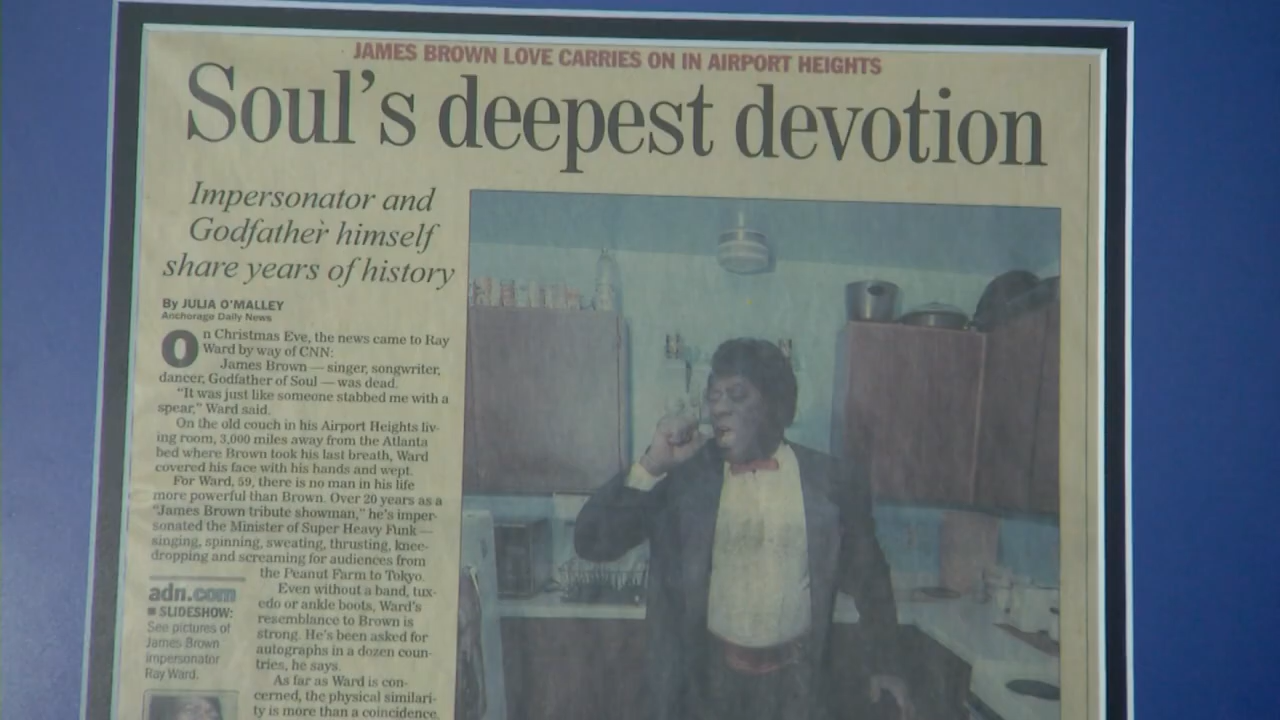 JAMES BROWN LOVE CARRIES ON IN AIRPORT HEIGHTS
Soul's deepest devotion
Impersonator and
Godfather himself
share years of history
By JULIA O'MALLEY
Anchorage Daily News
On Christmas Eve, the news came to Ray
Ward by way of CNN:
James Brown — singer, songwriter,
dancer, Godfather of Soul — was dead.
"It was just like someone stabbed me with a
spear," Ward said.
On the old couch in his Airport Heights liv-
ing room, 3,000 miles away from the Atlanta
bed where Brown took his last breath, Ward
covered his face with his hands and wept.
For Ward, 59, there is no man in his life
more powerful than Brown. Over 20 years as a
"James Brown tribute showman," he's imper-
sonated the Minister of Super Heavy Funk —
singing, spinning, sweating, thrusting, knee-
dropping and screaming for audiences from
the Peanut Farm to Tokyo.
Even without a band, tux-
edo or ankle boots, Ward's
resemblance to Brown is
strong. He's been asked for
autographs in a dozen coun-
tries, he says.
As far as Ward is con-
cerned, the physical similari-
ty is more than a coincidence.
adn.com
■ SLIDESHOW:
See pictures of
James Brown
impersonator
Ray Ward.